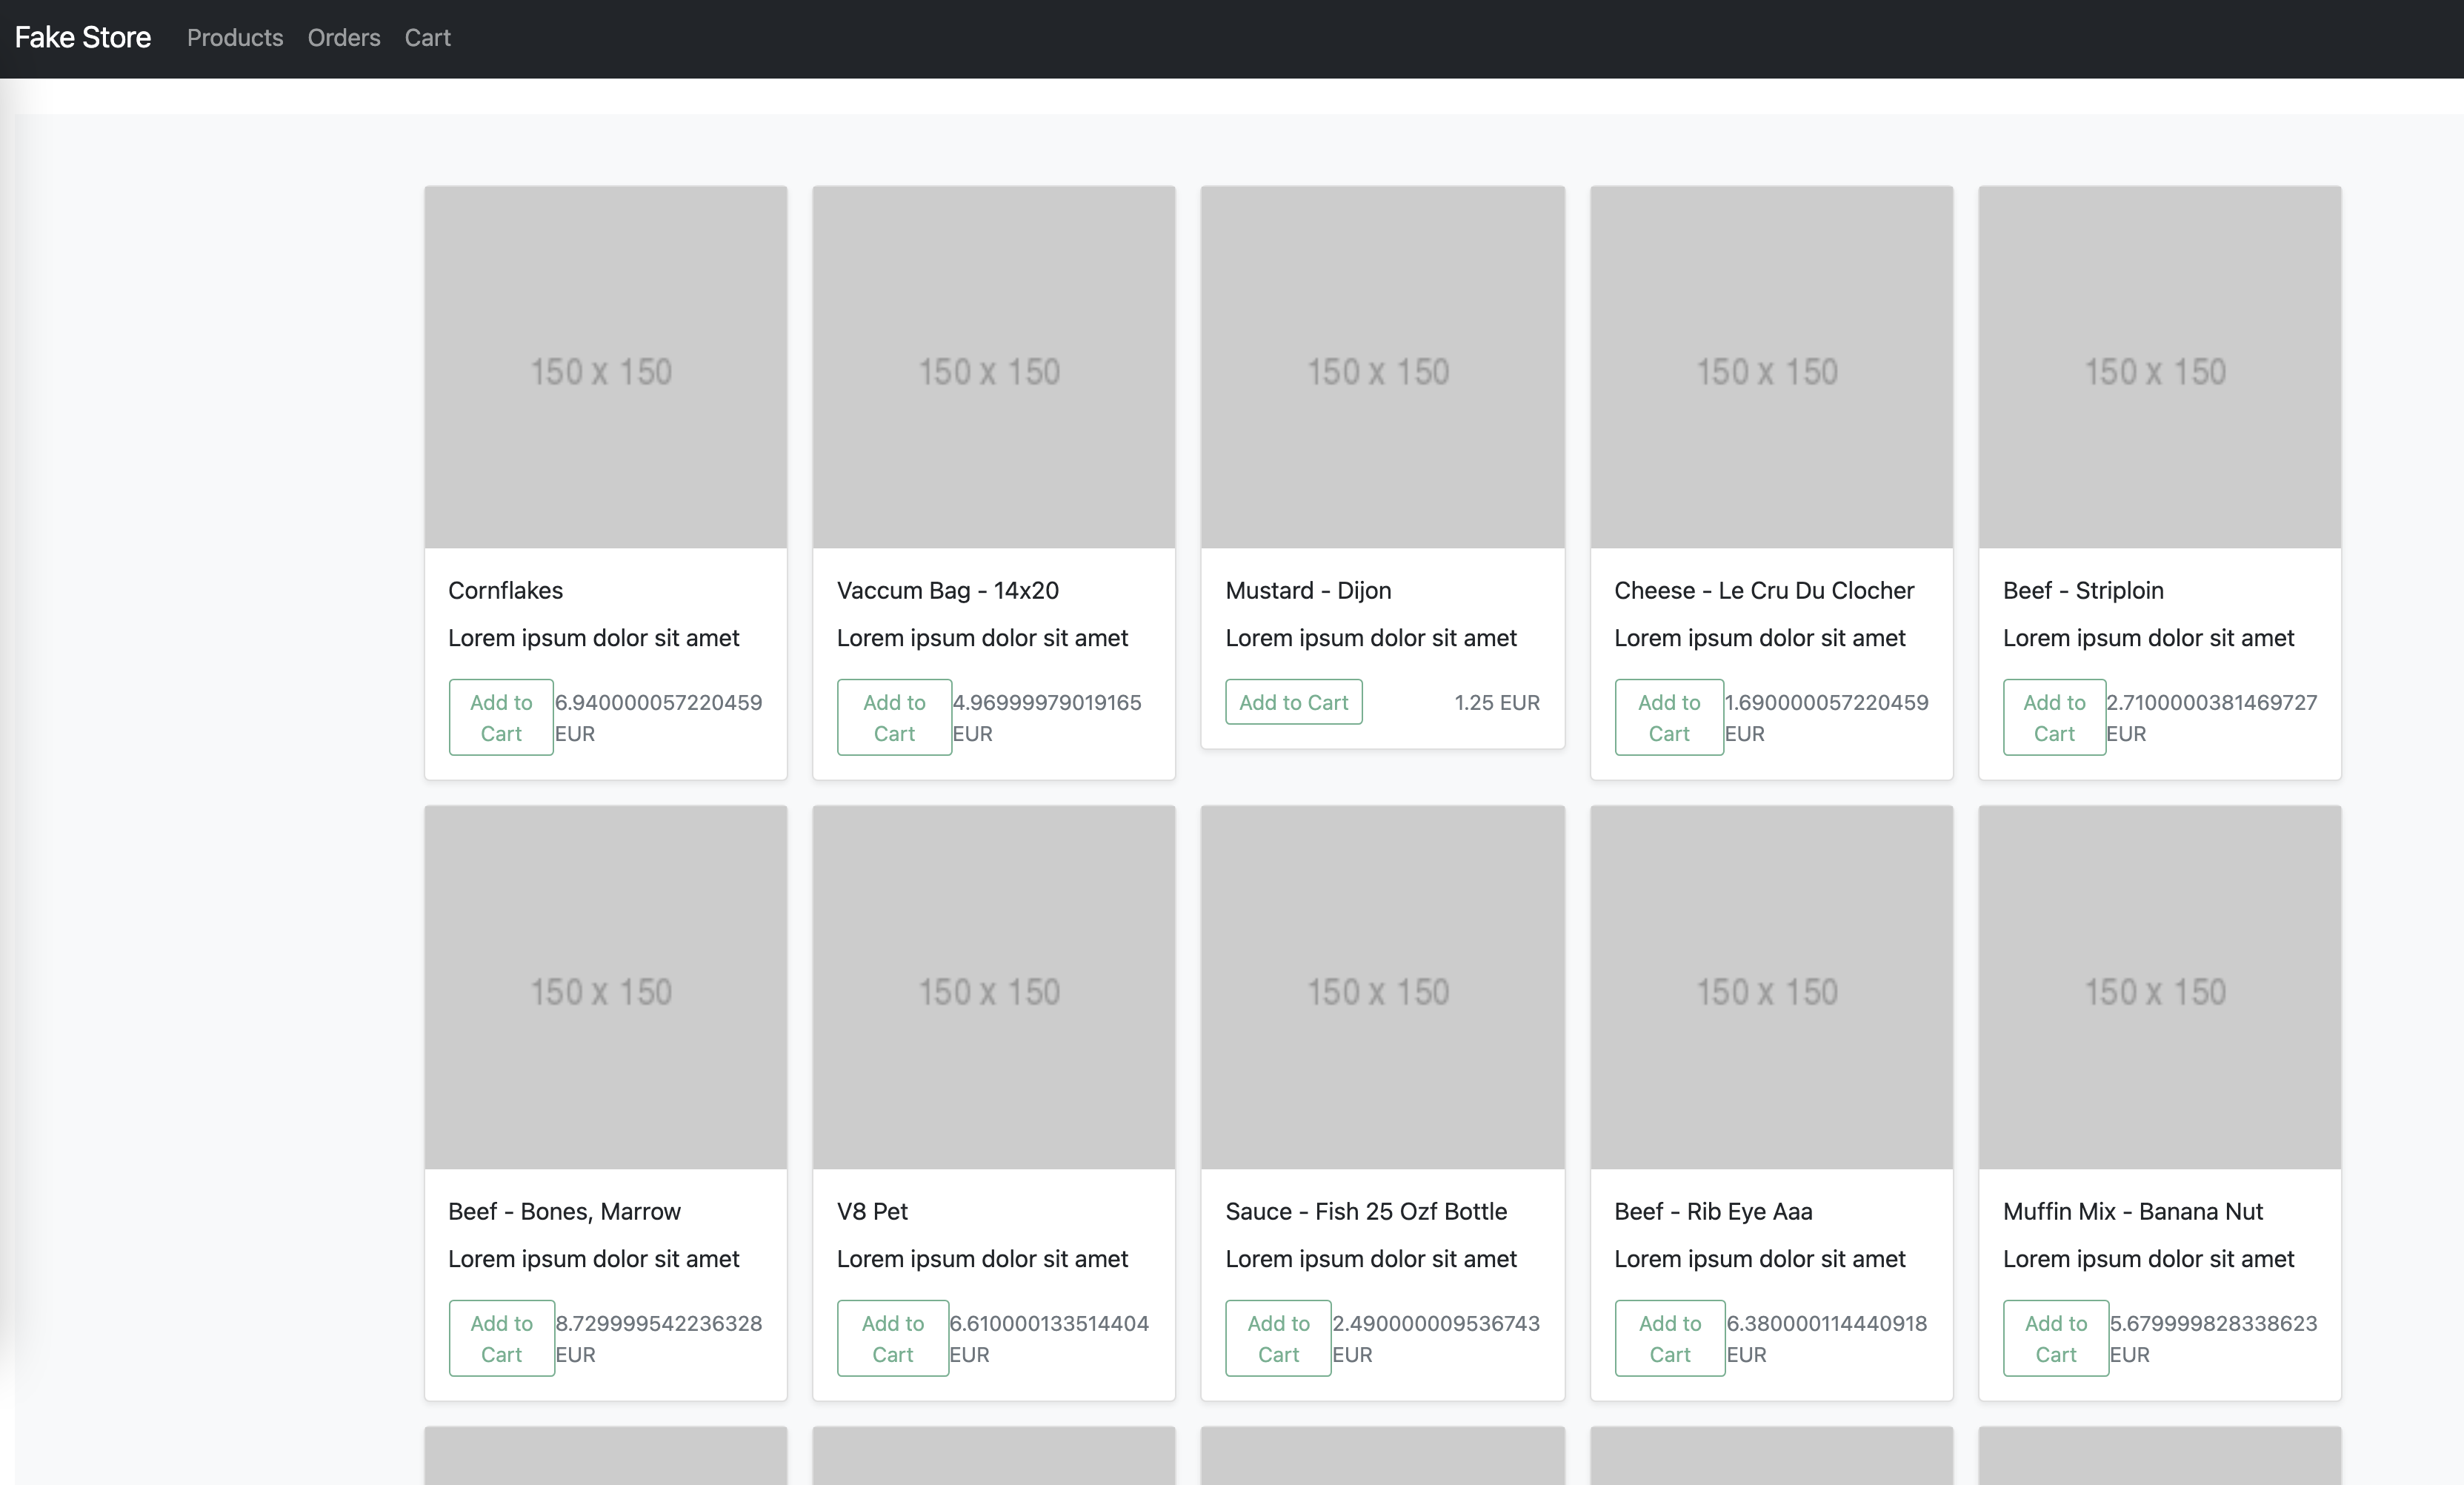 Fake Store Products Orders Cart
150 x 150
150 x 150
150 x 150
150 x 150
150 x 150
Cornflakes
Lorem ipsum dolor sit amet
Add to
Cart
6.940000057220459
EUR
Vaccum Bag - 14x20
Lorem ipsum dolor sit amet
Add to
Cart
4.96999979019165
EUR
Mustard - Dijon
Lorem ipsum dolor sit amet
Add to Cart
1.25 EUR
Cheese - Le Cru Du Clocher
Lorem ipsum dolor sit amet
Add to
Cart
1.690000057220459
EUR
Beef - Striploin
Lorem ipsum dolor sit amet
Add to
Cart
2.7100000381469727
EUR
150 x 150
150 x 150
150 x 150
150 x 150
150 x 150
Beef - Bones, Marrow
Lorem ipsum dolor sit amet
Add to
Cart
8.729999542236328
EUR
V8 Pet
Lorem ipsum dolor sit amet
Add to
Cart
6.610000133514404
EUR
Sauce - Fish 25 Ozf Bottle
Lorem ipsum dolor sit amet
Add to
Cart
2.490000009536743
EUR
Beef - Rib Eye Aaa
Lorem ipsum dolor sit amet
Add to
Cart
6.380000114440918
EUR
Muffin Mix - Banana Nut
Lorem ipsum dolor sit amet
Add to
Cart
5.679999828338623
EUR